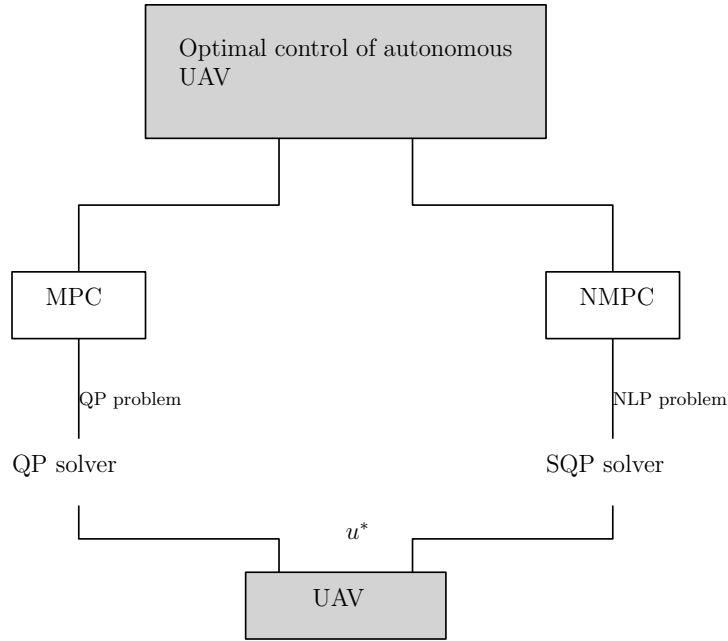 Optimal control of autonomous
UAV
MPC
NMPC
QP problem
NLP problem
QP solver
SQP solver
u*
UAV